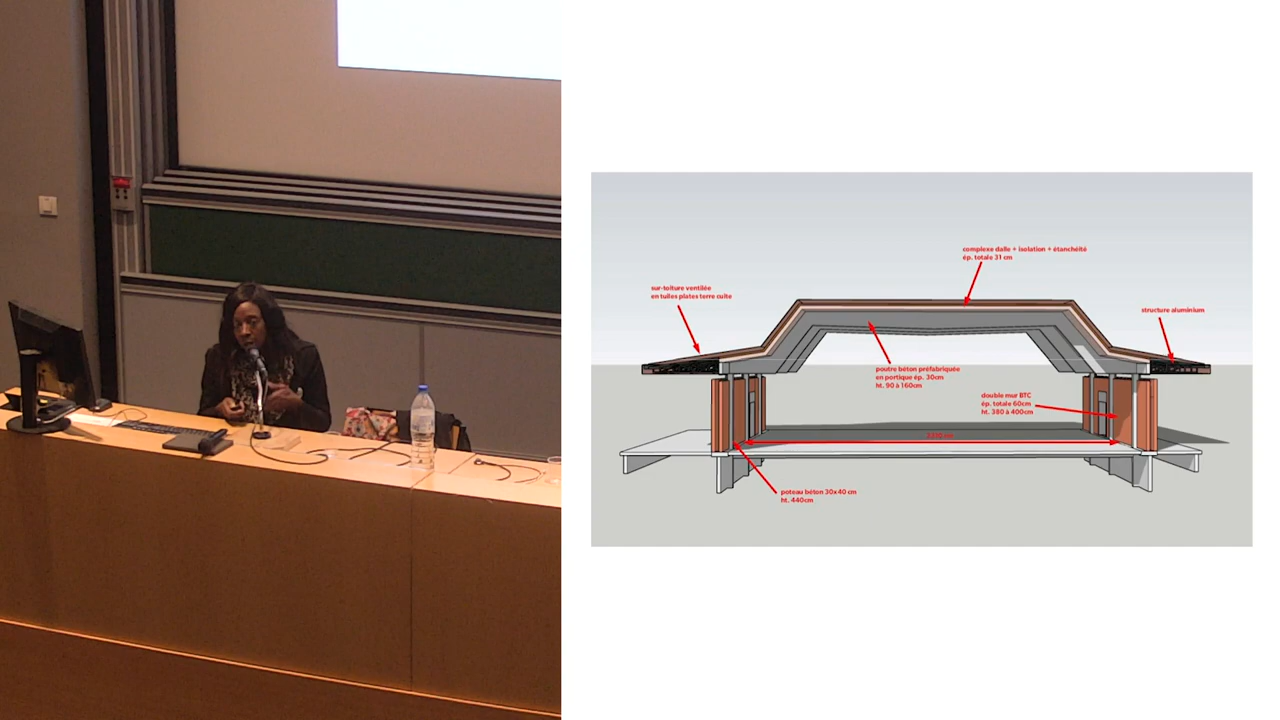 complexe dalle + isolation + étanchéité
ép. totale 31 cm
sur-toiture ventilée
en tuiles plates terre cuite
structure aluminium
poutre béton préfabriquée
en portique ép. 30cm
ht. 90 à 160cm
double mur BTC
ép. totale 60cm
ht. 380 à 400cm
poteau béton 30x40 cm
ht. 440cm